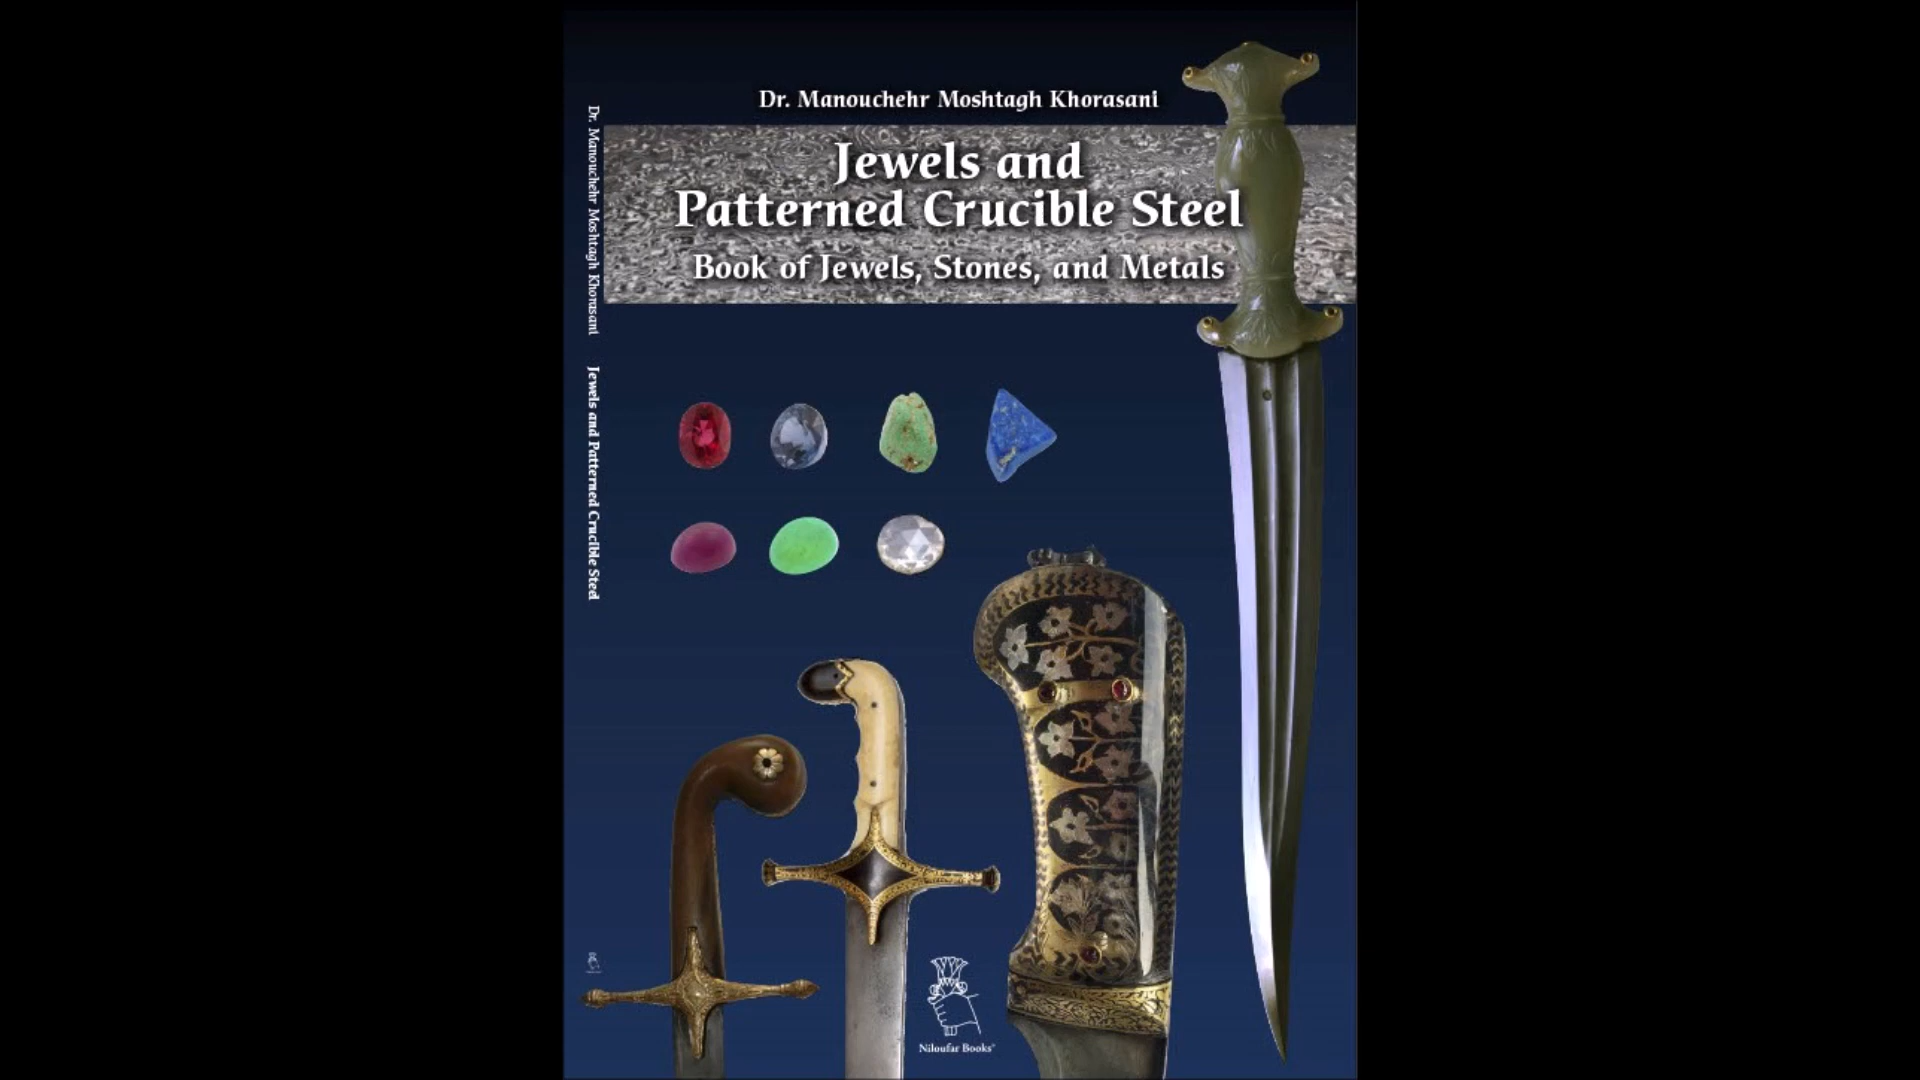 Dr. Manouchehr Moshtagh Khorasani
Jewels and
Patterned Crucible Steel
Book of Jewels, Stones, and Metals
Dr. Manouchehr Moshtagh Khorasani Jewels and Patterned Crucible Steel
Niloufar Books®